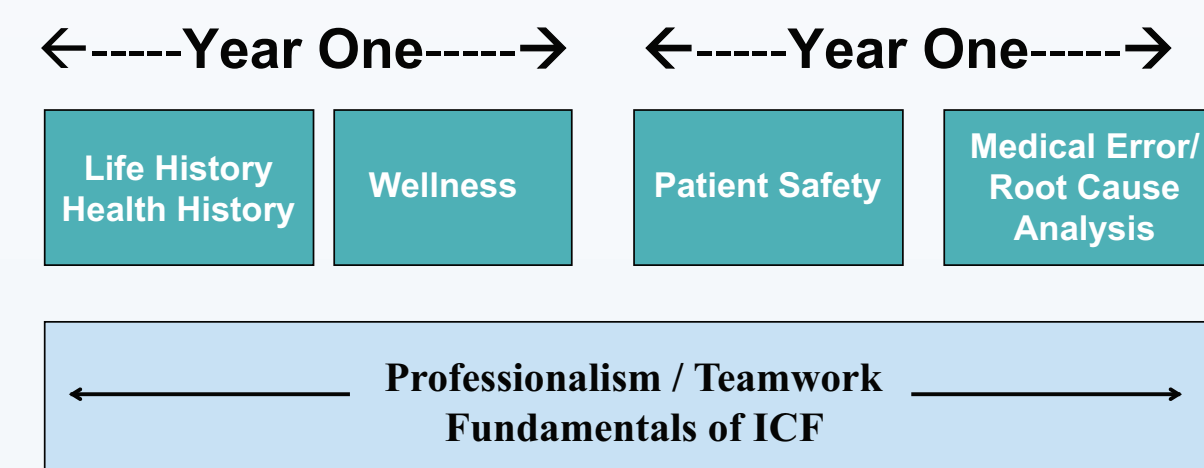 ←-----Year One-----→ ←-----Year One-----→
Life History
Health History
Wellness
Patient Safety
Medical Error/
Root Cause
Analysis
Professionalism / Teamwork
Fundamentals of ICF